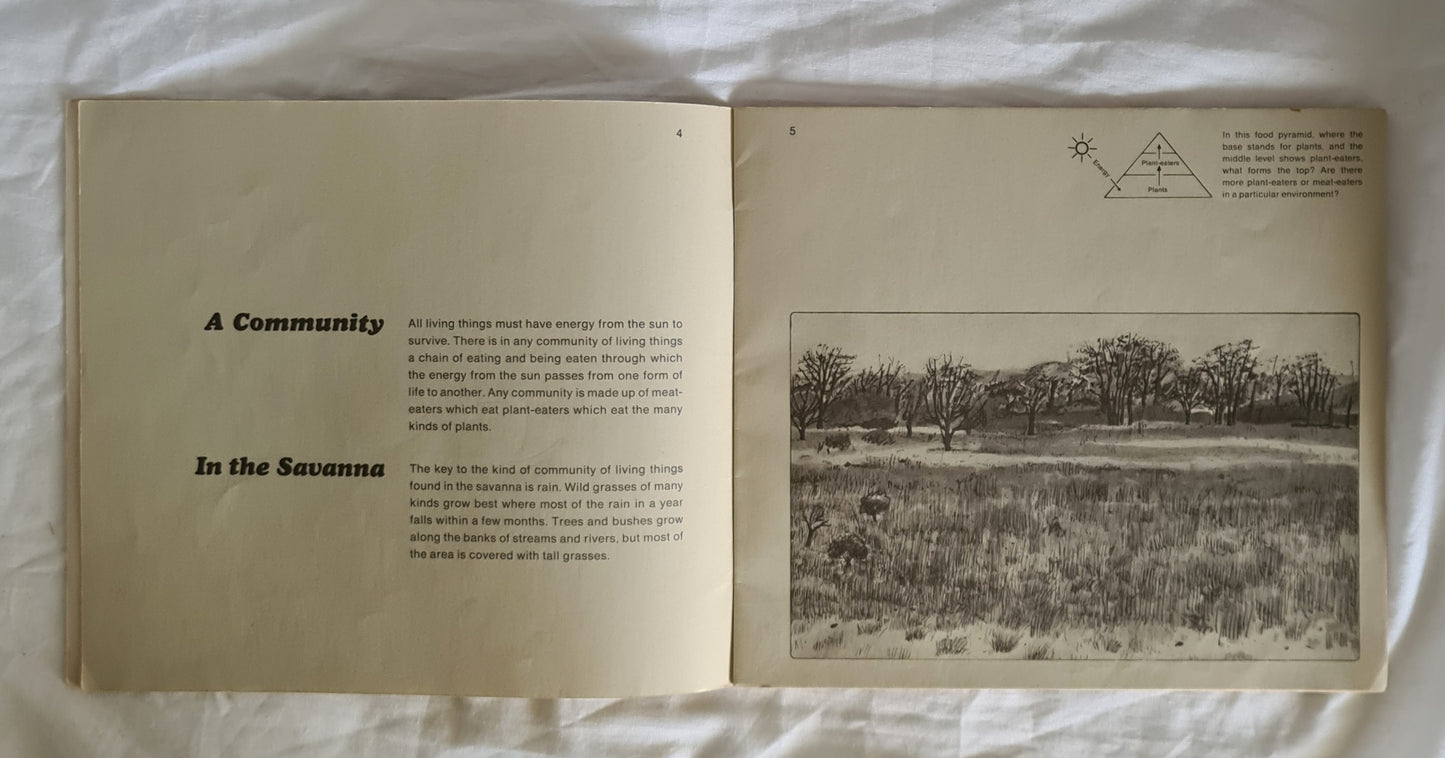 4
A Community
All living things must have energy from the sun to
survive. There is in any community of living things
a chain of eating and being eaten through which
the energy from the sun passes from one form of
life to another. Any community is made up of meat-
eaters which eat plant-eaters which eat the many
kinds of plants.
In the Savanna
The key to the kind of community of living things
found in the savanna is rain. Wild grasses of many
kinds grow best where most of the rain in a year
falls within a few months. Trees and bushes grow
along the banks of streams and rivers, but most of
the area is covered with tall grasses.
5
Energy
Plant-eaters
Plants
In this food pyramid, where the
base stands for plants, and the
middle level shows plant-eaters,
what forms the top? Are there
more plant-eaters or meat-eaters
in a particular environment?